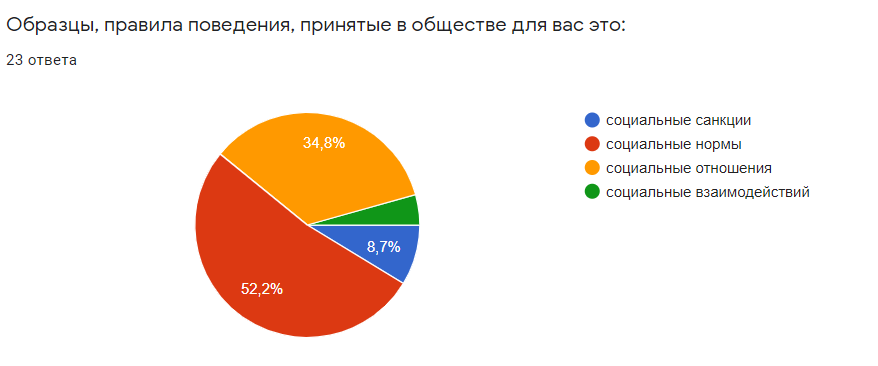 Образцы, правила поведения, принятые в обществе для вас это:
23 ответа
34,8%
8,7%
52,2%
социальные санкции
социальные нормы
социальные отношения
социальные взаимодействий